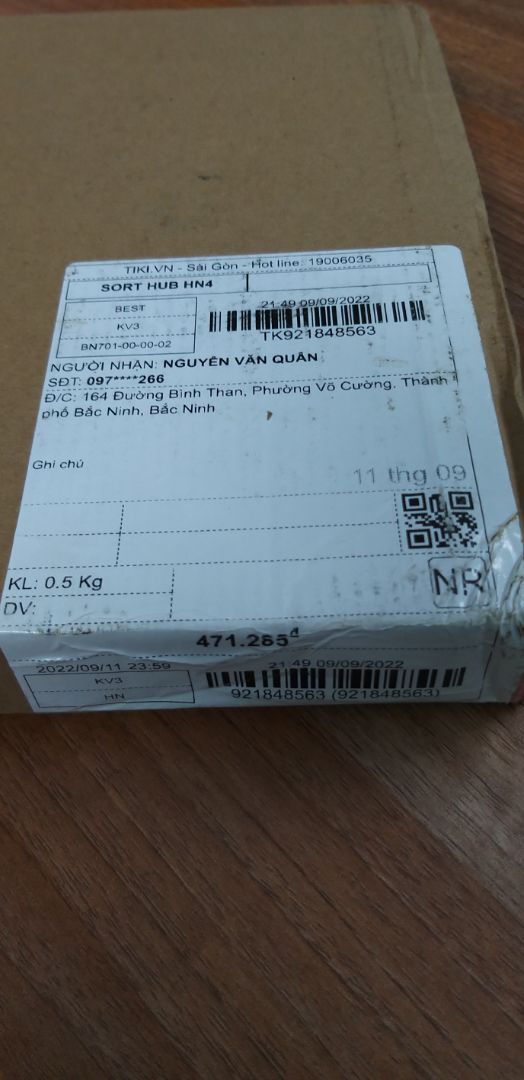 TIKI.VN - Sài Gòn - Hot line: 19006035
SORT HUB HN4
BEST
KV3
BN701-00-00-02
21:49 09/09/2022
TK921848563
NGƯỜI NHẬN: NGUYỄN VĂN QUÂN
SĐT: 097****266
Đ/C: 164 Đường Bình Than, Phường Võ Cường, Thành
phố Bắc Ninh, Bắc Ninh
Ghi chú
11 thg 09
KL: 0.5 Kg
NR
DV:
471.265đ
2022/09/11 23:59
KV3
HN
21:49 09/09/2022
921848563 (921848563)